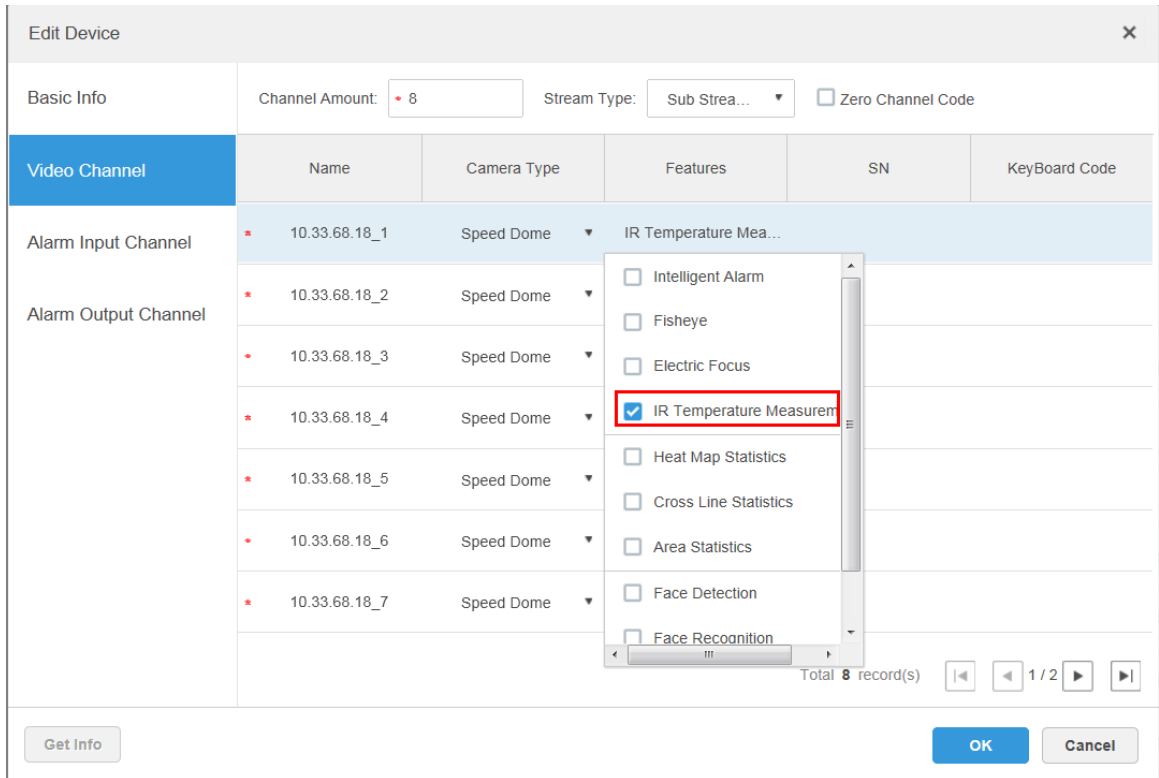 Edit Device
Basic Info
Channel Amount: * 8 Stream Type: Sub Strea... Zero Channel Code
Video Channel
Name Camera Type Features SN KeyBoard Code
Alarm Input Channel
* 10.33.68.18_1 Speed Dome IR Temperature Mea...
Intelligent Alarm
* 10.33.68.18_2 Speed Dome
Alarm Output Channel
Fisheye
* 10.33.68.18_3 Speed Dome
Electric Focus
* 10.33.68.18_4 Speed Dome
IR Temperature Measurem
Heat Map Statistics
* 10.33.68.18_5 Speed Dome
Cross Line Statistics
* 10.33.68.18_6 Speed Dome
Area Statistics
* 10.33.68.18_7 Speed Dome
Face Detection
Face Recognition
Total 8 record(s) 1 / 2
Get Info OK Cancel